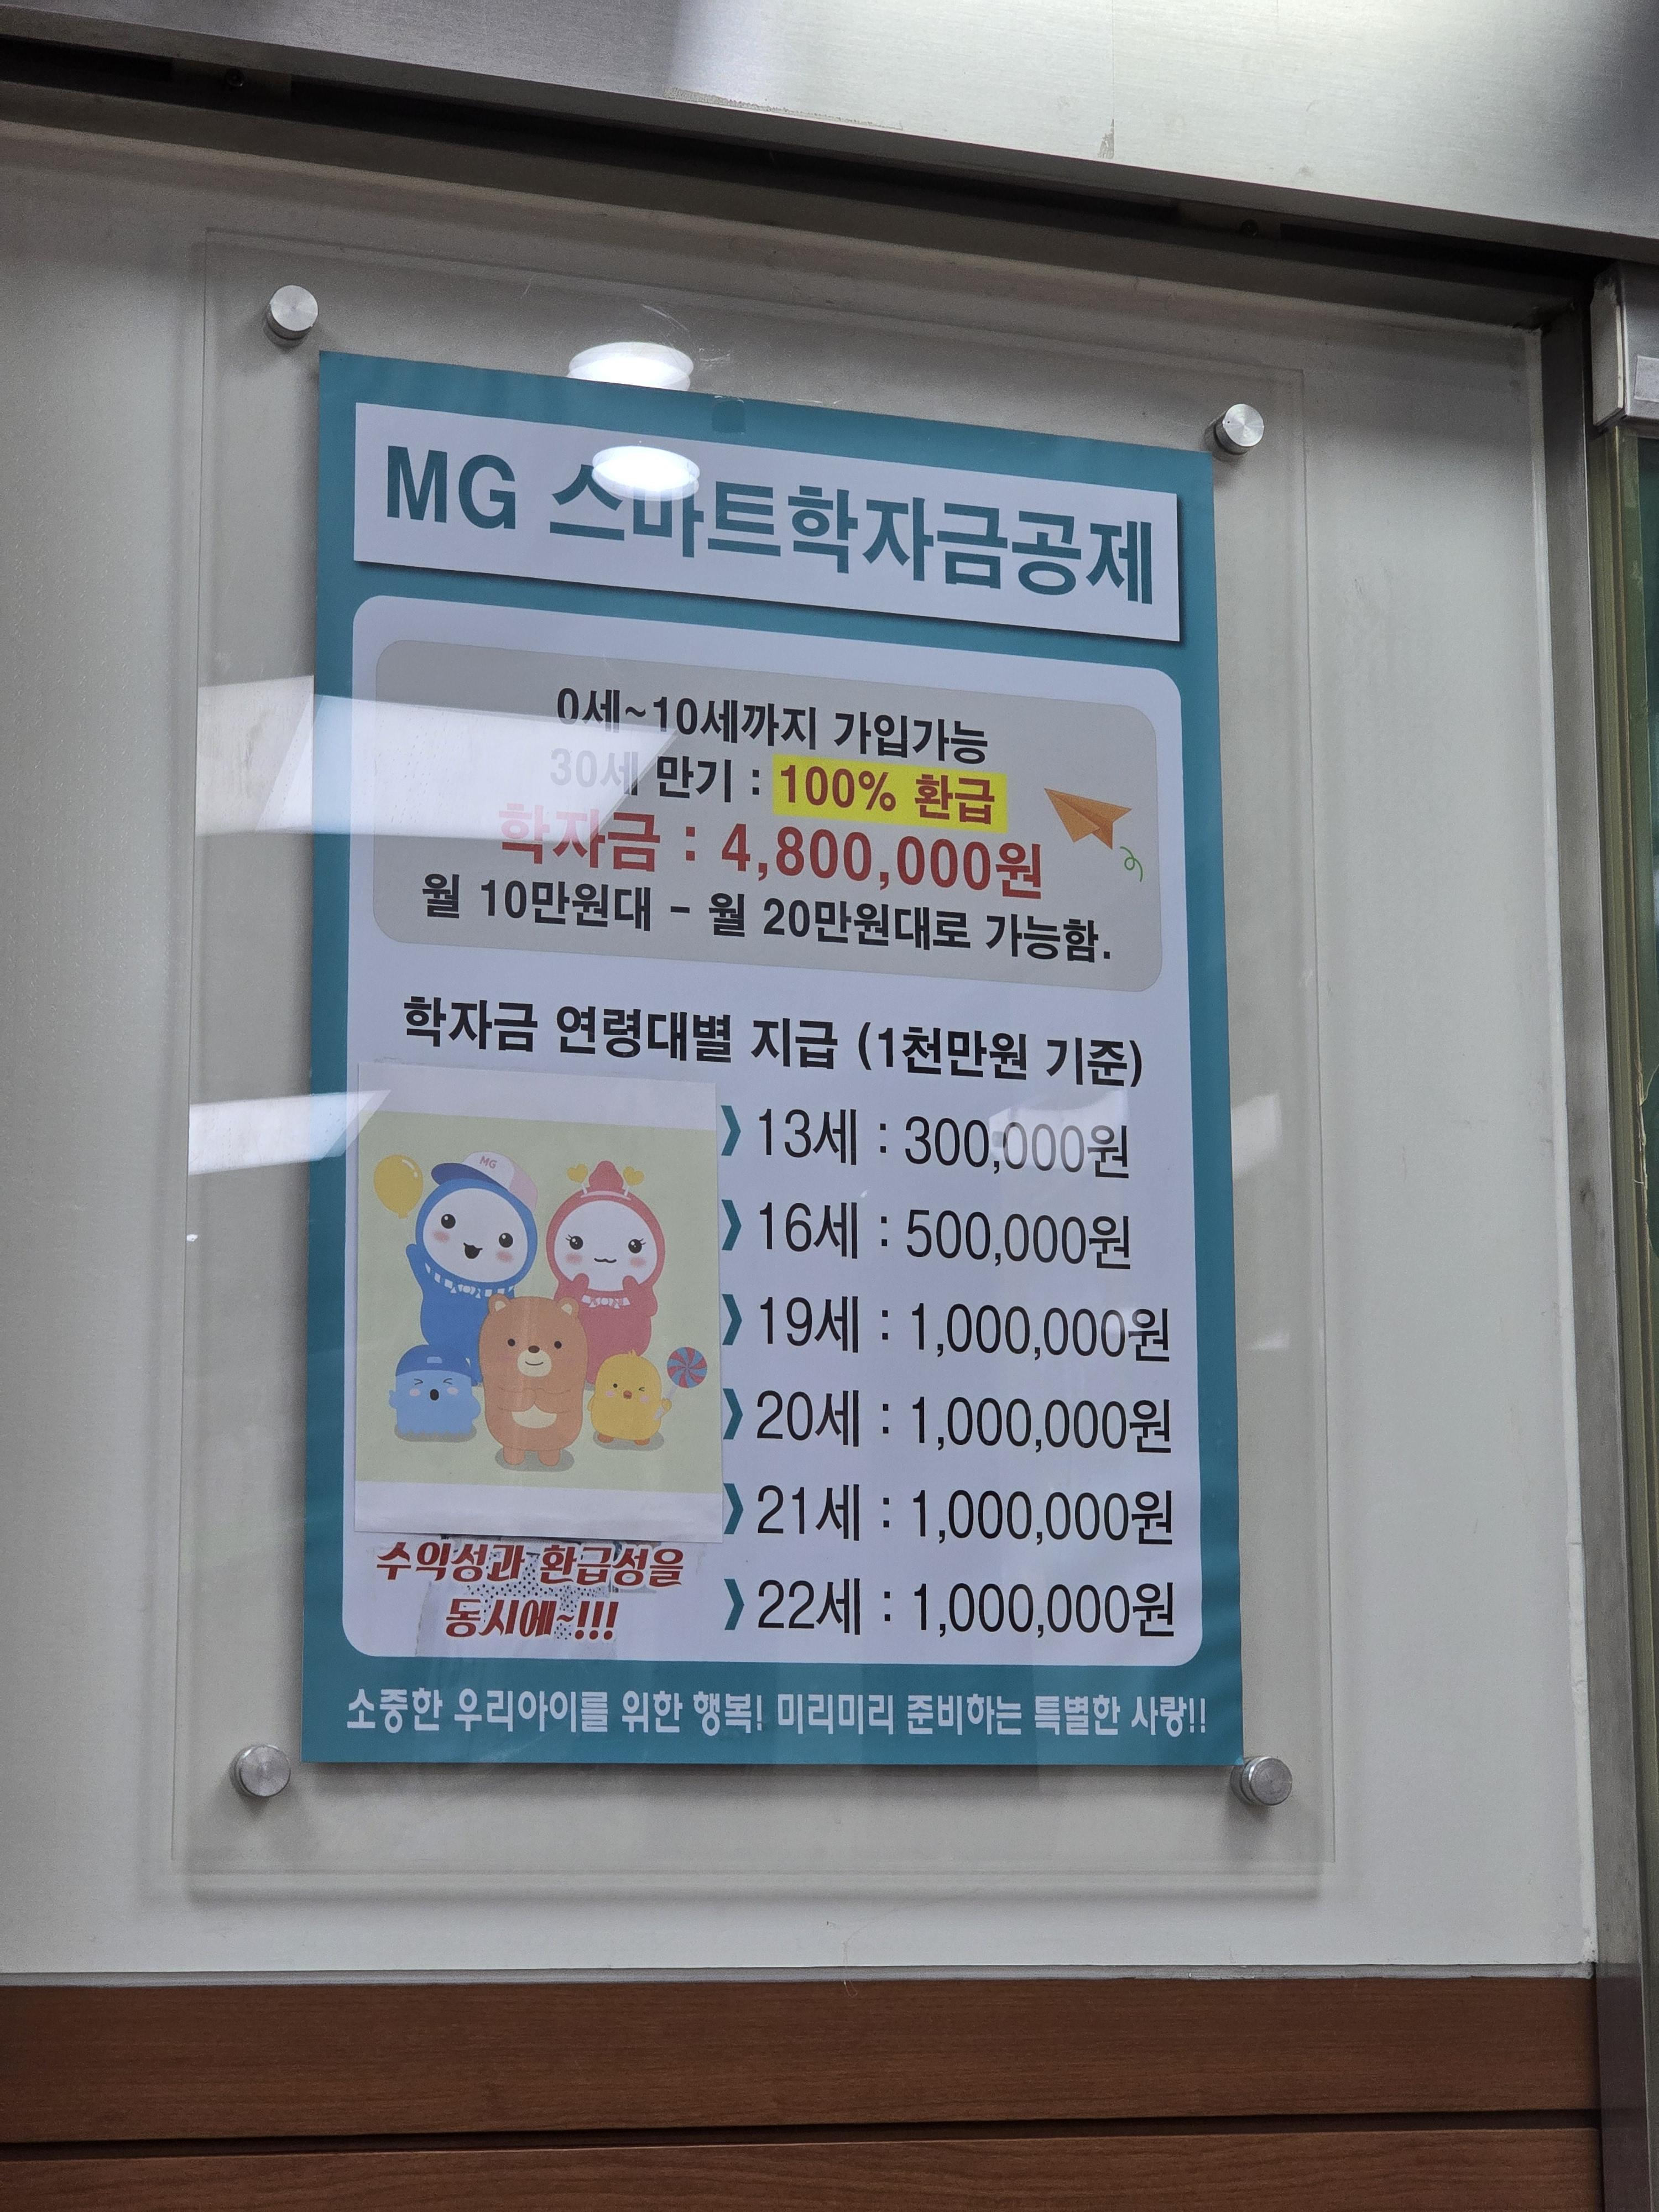 MG 스마트학자금공제
0세~10세까지 가입가능
30세 만기 : 100% 환급
학자금 : 4,800,000원
월 10만원대 - 월 20만원대로 가능함.
학자금 연령대별 지급 (1천만원 기준)
MG
》13세 : 300,000원
》16세 : 500,000원
》19세 : 1,000,000원
》20세 : 1,000,000원
》21세 : 1,000,000원
》22세 : 1,000,000원
수익성과 환급성을
동시에~!!!
소중한 우리아이를 위한 행복! 미리미리 준비하는 특별한 사랑!!